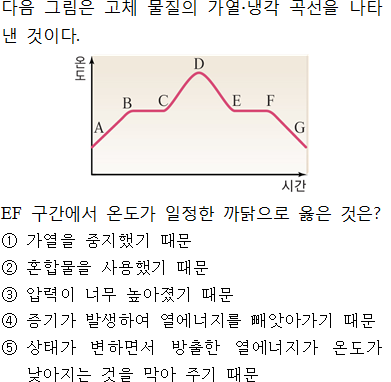 다음 그림은 고체 물질의 가열·냉각 곡선을 나타
낸 것이다.
온도
D
B C E F
A G
시간
EF 구간에서 온도가 일정한 까닭으로 옳은 것은?
① 가열을 중지했기 때문
② 혼합물을 사용했기 때문
③ 압력이 너무 높아졌기 때문
④ 증기가 발생하여 열에너지를 빼앗아가기 때문
⑤ 상태가 변하면서 방출한 열에너지가 온도가
낮아지는 것을 막아 주기 때문